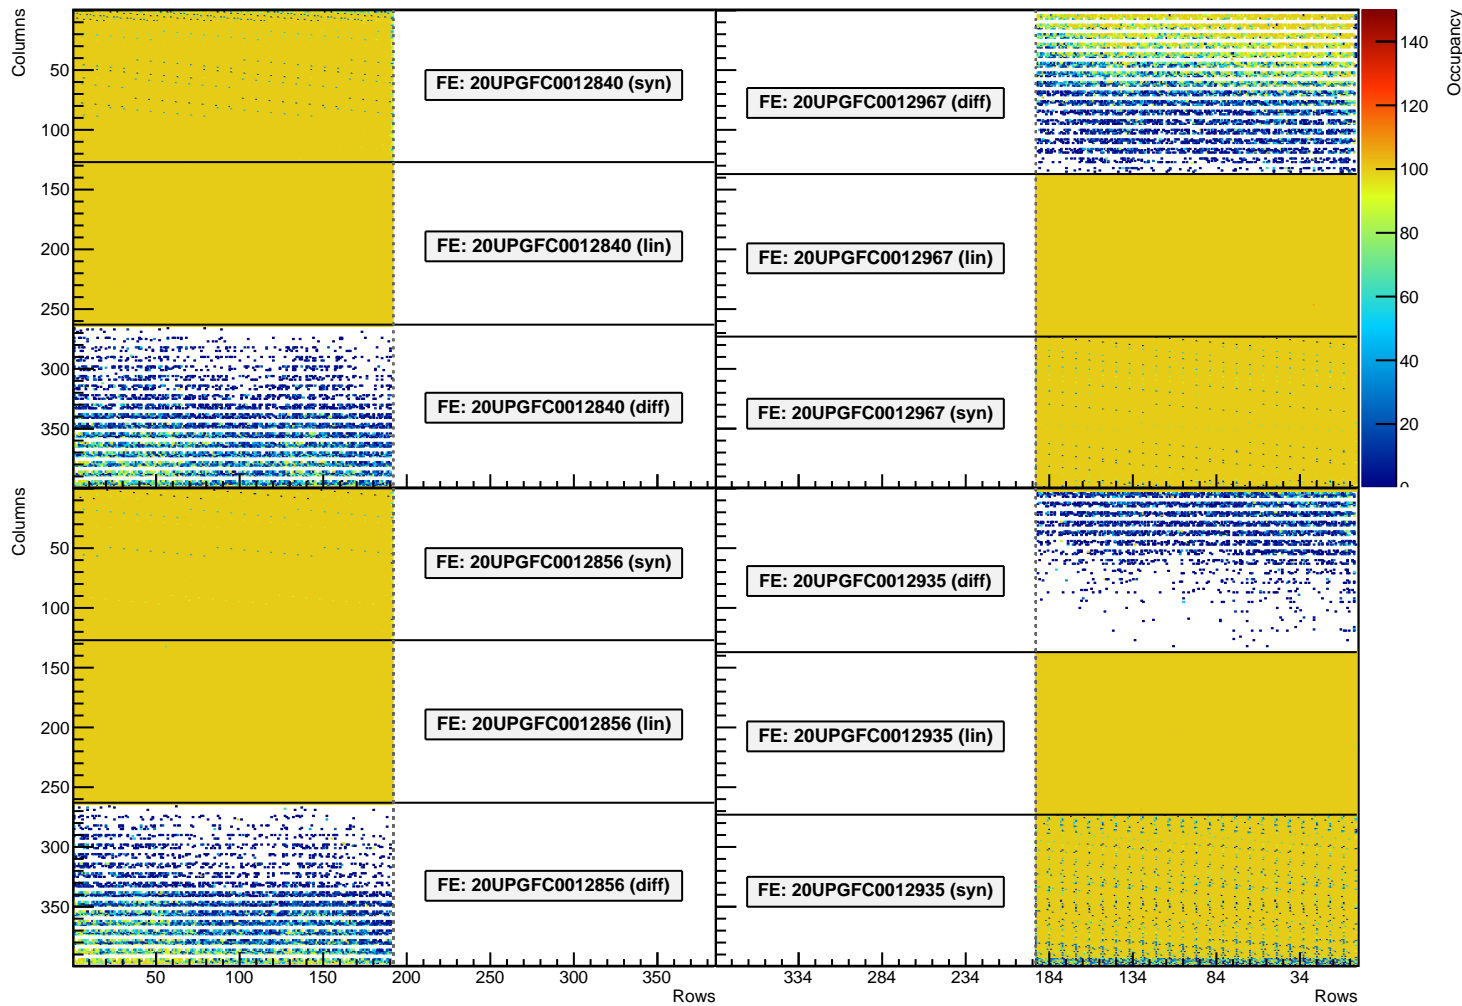 Columns
50
100
150
200
250
300
350
FE: 20UPGFC0012840 (syn)
FE: 20UPGFC0012840 (lin)
FE: 20UPGFC0012840 (diff)
FE: 20UPGFC0012967 (diff)
FE: 20UPGFC0012967 (lin)
FE: 20UPGFC0012967 (syn)
Occupancy
140
120
100
80
60
40
20
0
Columns
50
100
150
200
250
300
350
FE: 20UPGFC0012856 (syn)
FE: 20UPGFC0012856 (lin)
FE: 20UPGFC0012856 (diff)
FE: 20UPGFC0012935 (diff)
FE: 20UPGFC0012935 (lin)
FE: 20UPGFC0012935 (syn)
50 100 150 200 250 300 350
Rows
334 284 234 184 134 84 34
Rows